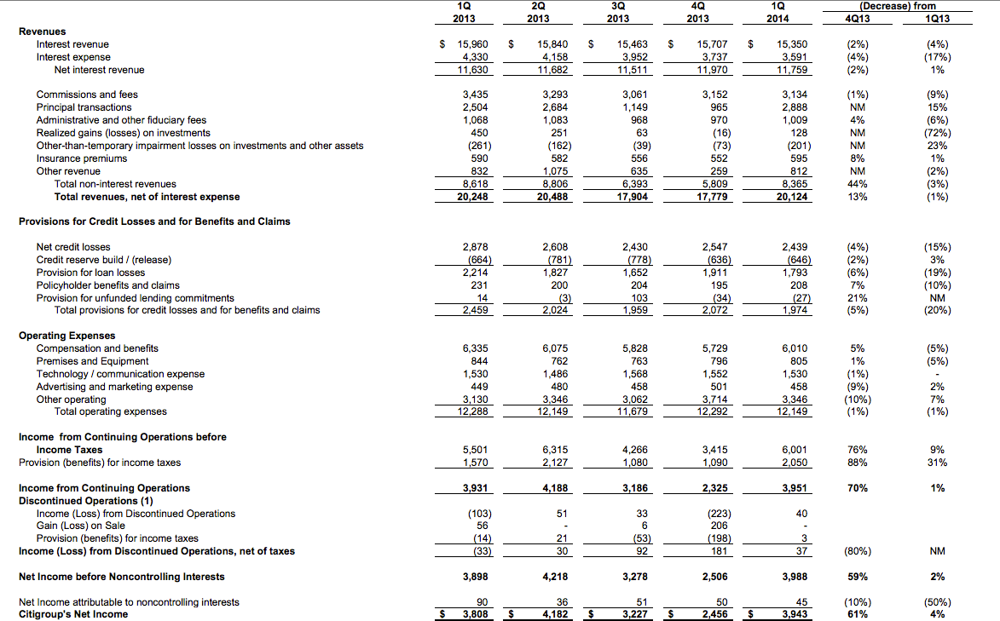 1Q 2Q 3Q 4Q 1Q (Decrease) from
2013 2013 2013 2013 2014 4Q13 1Q13
Revenues
Interest revenue $ 15,960 $ 15,840 $ 15,463 $ 15,707 $ 15,350 (2%) (4%)
Interest expense 4,330 4,158 3,952 3,737 3,591 (4%) (17%)
Net interest revenue 11,630 11,682 11,511 11,970 11,759 (2%) 1%
Commissions and fees 3,435 3,293 3,061 3,152 3,134 (1%) (9%)
Principal transactions 2,504 2,684 1,149 965 2,888 NM 15%
Administrative and other fiduciary fees 1,068 1,083 968 970 1,009 4% (6%)
Realized gains (losses) on investments 450 251 63 (16) 128 NM (72%)
Other-than-temporary impairment losses on investments and other assets (261) (162) (39) (73) (201) NM 23%
Insurance premiums 590 582 556 552 595 8% 1%
Other revenue 832 1,075 635 259 812 NM (2%)
Total non-interest revenues 8,618 8,806 6,393 5,809 8,365 44% (3%)
Total revenues, net of interest expense 20,248 20,488 17,904 17,779 20,124 13% (1%)
Provisions for Credit Losses and for Benefits and Claims
Net credit losses 2,878 2,608 2,430 2,547 2,439 (4%) (15%)
Credit reserve build / (release) (664) (781) (778) (636) (646) (2%) 3%
Provision for loan losses 2,214 1,827 1,652 1,911 1,793 (6%) (19%)
Policyholder benefits and claims 231 200 204 195 208 7% (10%)
Provision for unfunded lending commitments 14 (3) 103 (34) (27) 21% NM
Total provisions for credit losses and for benefits and claims 2,459 2,024 1,959 2,072 1,974 (5%) (20%)
Operating Expenses
Compensation and benefits 6,335 6,075 5,828 5,729 6,010 5% (5%)
Premises and Equipment 844 762 763 796 805 1% (5%)
Technology / communication expense 1,530 1,486 1,568 1,552 1,530 (1%) -
Advertising and marketing expense 449 480 458 501 458 (9%) 2%
Other operating 3,130 3,346 3,062 3,714 3,346 (10%) 7%
Total operating expenses 12,288 12,149 11,679 12,292 12,149 (1%) (1%)
Income from Continuing Operations before
Income Taxes 5,501 6,315 4,266 3,415 6,001 76% 9%
Provision (benefits) for income taxes 1,570 2,127 1,080 1,090 2,050 88% 31%
Income from Continuing Operations 3,931 4,188 3,186 2,325 3,951 70% 1%
Discontinued Operations (1)
Income (Loss) from Discontinued Operations (103) 51 33 (223) 40
Gain (Loss) on Sale 56 - 6 206 -
Provision (benefits) for income taxes (14) 21 (53) (198) 3
Income (Loss) from Discontinued Operations, net of taxes (33) 30 92 181 37 (80%) NM
Net Income before Noncontrolling Interests 3,898 4,218 3,278 2,506 3,988 59% 2%
Net Income attributable to noncontrolling interests 90 36 51 50 45 (10%) (50%)
Citigroup's Net Income $ 3,808 $ 4,182 $ 3,227 $ 2,456 $ 3,943 61% 4%